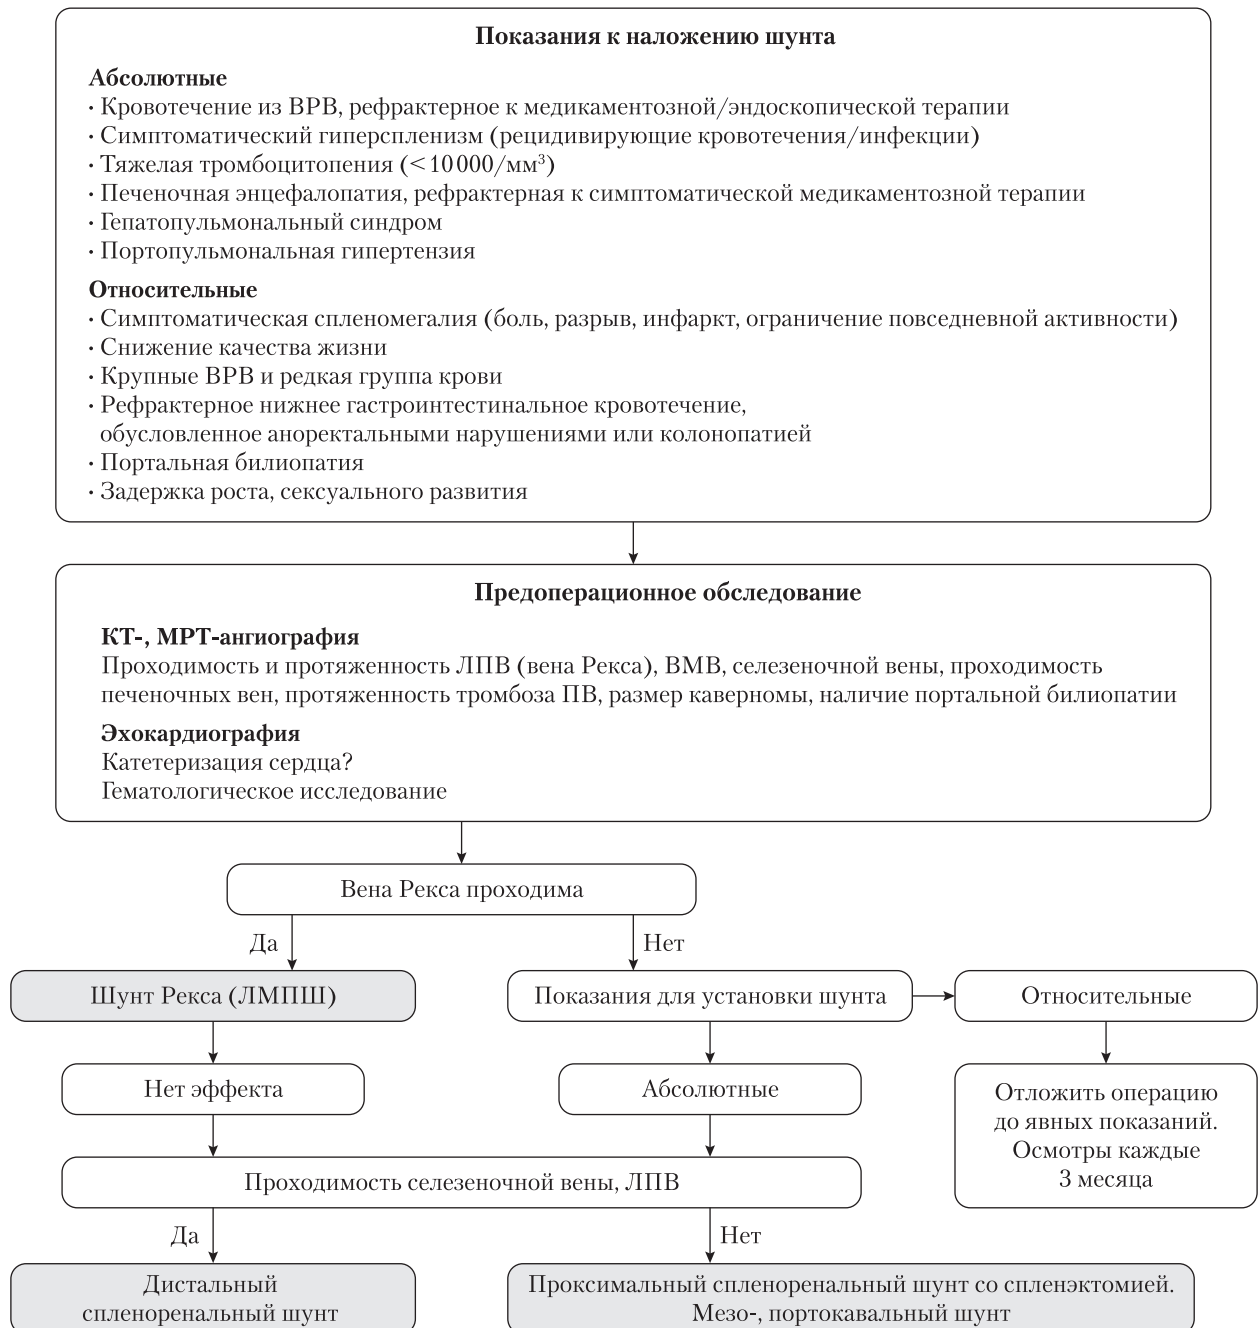 Показания к наложению шунта
Абсолютные
· Кровотечение из ВРВ, рефрактерное к медикаментозной/эндоскопической терапии
· Симптоматический гиперспленизм (рецидивирующие кровотечения/инфекции)
· Тяжелая тромбоцитопения (<10 000/мм³)
· Печеночная энцефалопатия, рефрактерная к симптоматической медикаментозной терапии
· Гепатопульмональный синдром
· Портопульмональная гипертензия
Относительные
· Симптоматическая спленомегалия (боль, разрыв, инфаркт, ограничение повседневной активности)
· Снижение качества жизни
· Крупные ВРВ и редкая группа крови
· Рефрактерное нижнее гастроинтестинальное кровотечение,
обусловленное аноректальными нарушениями или колонопатией
· Портальная билиопатия
· Задержка роста, сексуального развития
Предоперационное обследование
КТ-, МРТ-ангиография
Проходимость и протяженность ЛПВ (вена Рекса), ВМВ, селезеночной вены, проходимость
печеночных вен, протяженность тромбоза ПВ, размер каверномы, наличие портальной билиопатии
Эхокардиография
Катетеризация сердца?
Гематологическое исследование
Вена Рекса проходима
Да
Нет
Шунт Рекса (ЛМПШ)
Показания для установки шунта
Относительные
Нет эффекта
Абсолютные
Отложить операцию
до явных показаний.
Осмотры каждые
3 месяца
Проходимость селезеночной вены, ЛПВ
Да
Нет
Дистальный
спленоренальный шунт
Проксимальный спленоренальный шунт со спленэктомией.
Мезо-, портокавальный шунт